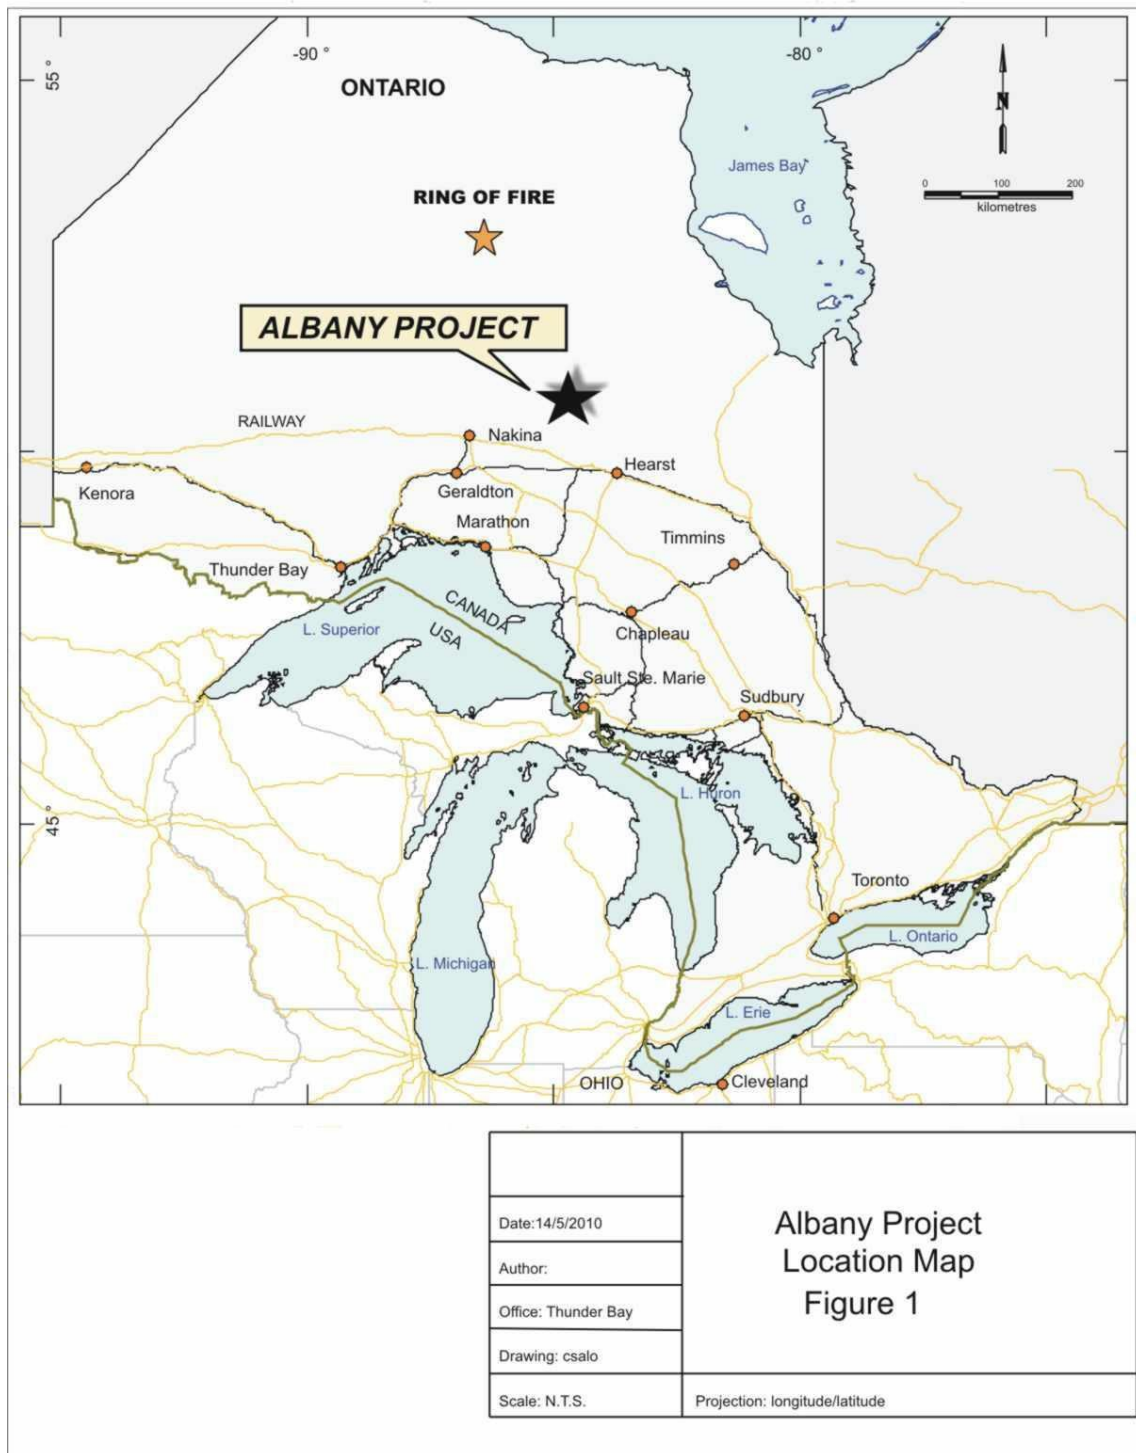 -90 °
-80 °
55 °
ONTARIO
N
James Bay
0 100 200
kilometres
RING OF FIRE
ALBANY PROJECT
RAILWAY
Nakina
Hearst
Kenora
Geraldton
Marathon
Timmins
Thunder Bay
CANADA
USA
L. Superior
Chapleau
Sault Ste. Marie
Sudbury
L. Huron
45 °
Toronto
L. Ontario
L. Michigan
L. Erie
OHIO
Cleveland
Date:14/5/2010
Author:
Office: Thunder Bay
Drawing: csalo
Scale: N.T.S.
Albany Project
Location Map
Figure 1
Projection: longitude/latitude